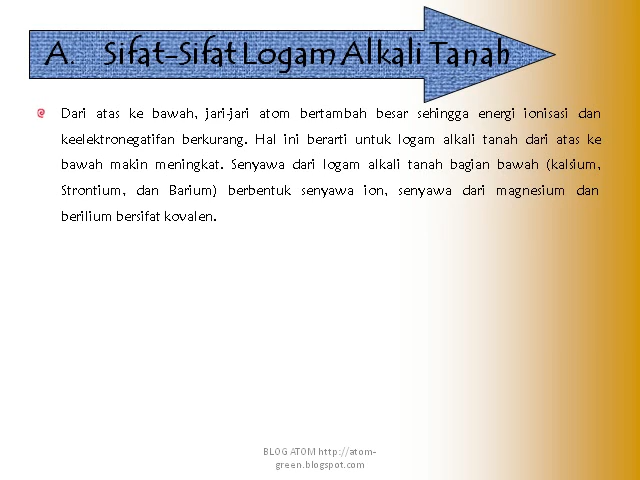 A. Sifat-Sifat Logam Alkali Tanah
Dari atas ke bawah, jari-jari atom bertambah besar sehingga energi ionisasi dan
keelektronegatifan berkurang. Hal ini berarti untuk logam alkali tanah dari atas ke
bawah makin meningkat. Senyawa dari logam alkali tanah bagian bawah (kalsium,
Strontium, dan Barium) berbentuk senyawa ion, senyawa dari magnesium dan
berilium bersifat kovalen.
BLOG ATOM http://atom-
green.blogspot.com